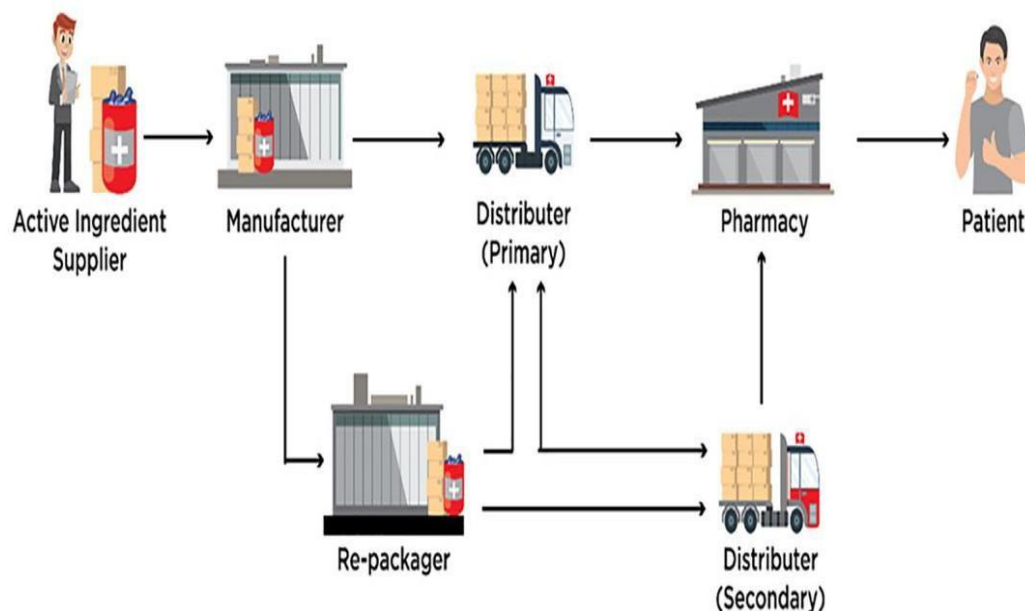 Active Ingredient
Supplier
Manufacturer
Distributer
(Primary)
Pharmacy
Patient
Re-packager
Distributer
(Secondary)